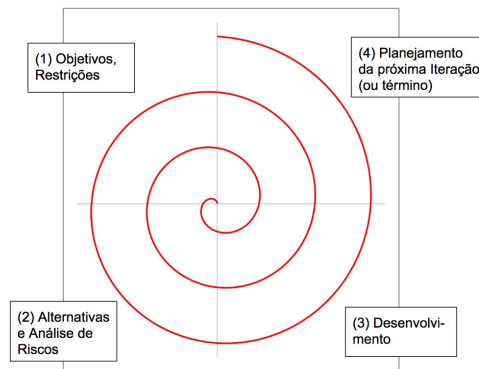 (1) Objetivos,
Restrições
(4) Planejamento
da próxima Iteração
(ou término)
(2) Alternativas
e Análise de
Riscos
(3) Desenvolvi-
mento